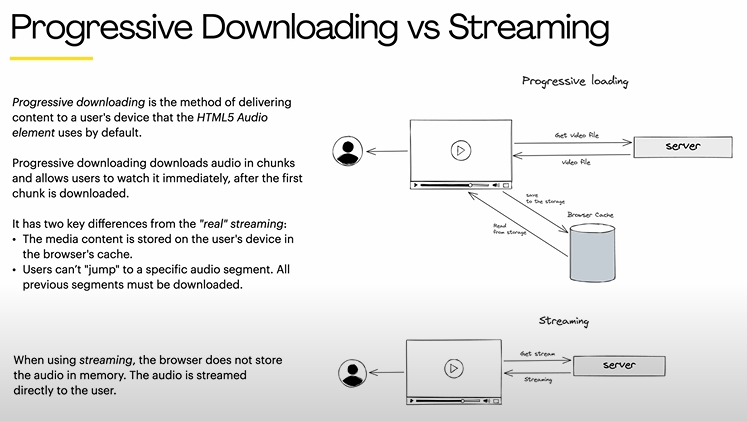 Progressive Downloading vs Streaming
Progressive downloading is the method of delivering
content to a user's device that the HTML5 Audio
element uses by default.
Progressive downloading downloads audio in chunks
and allows users to watch it immediately, after the first
chunk is downloaded.
It has two key differences from the "real" streaming:
• The media content is stored on the user's device in
the browser's cache.
• Users can't "jump" to a specific audio segment. All
previous segments must be downloaded.
When using streaming, the browser does not store
the audio in memory. The audio is streamed
directly to the user.
Progressive loading
Get video file
server
video file
save
to the storage
Browser Cache
Read
from storage
Streaming
Get stream
server
Streaming